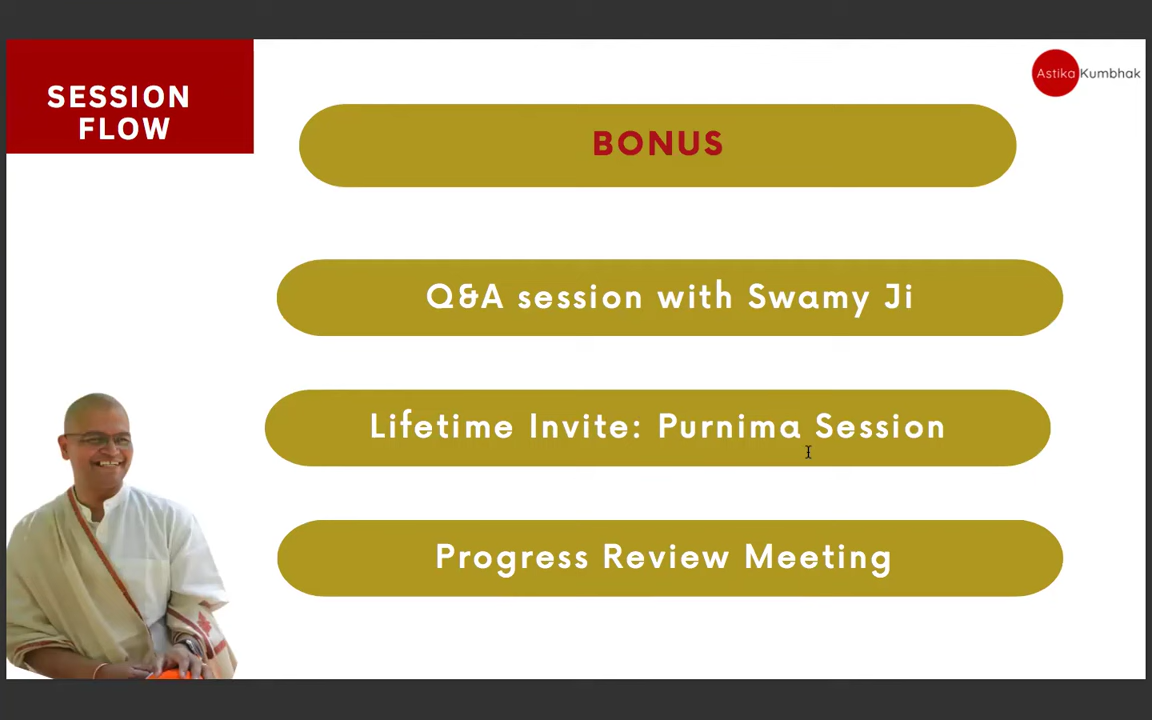 SESSION
FLOW
Astika Kumbhak
BONUS
Q&A session with Swamy Ji
Lifetime Invite: Purnima Session
Progress Review Meeting